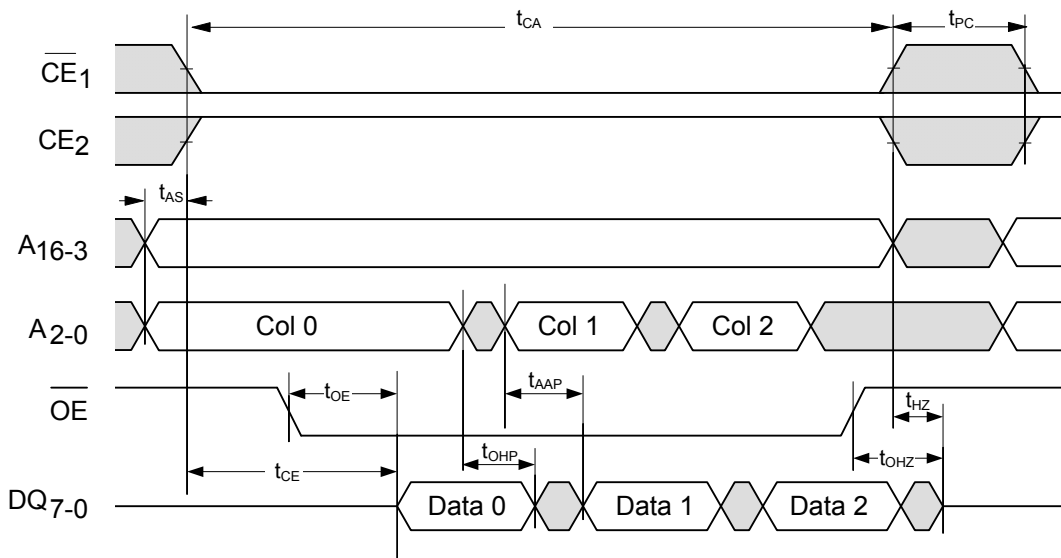 tCA
tPC
CE1
CE2
tAS
A16-3
A2-0
Col 0
Col 1
Col 2
OE
tOE
tAAP
tHZ
tCE
tOHP
tOHZ
DQ7-0
Data 0
Data 1
Data 2